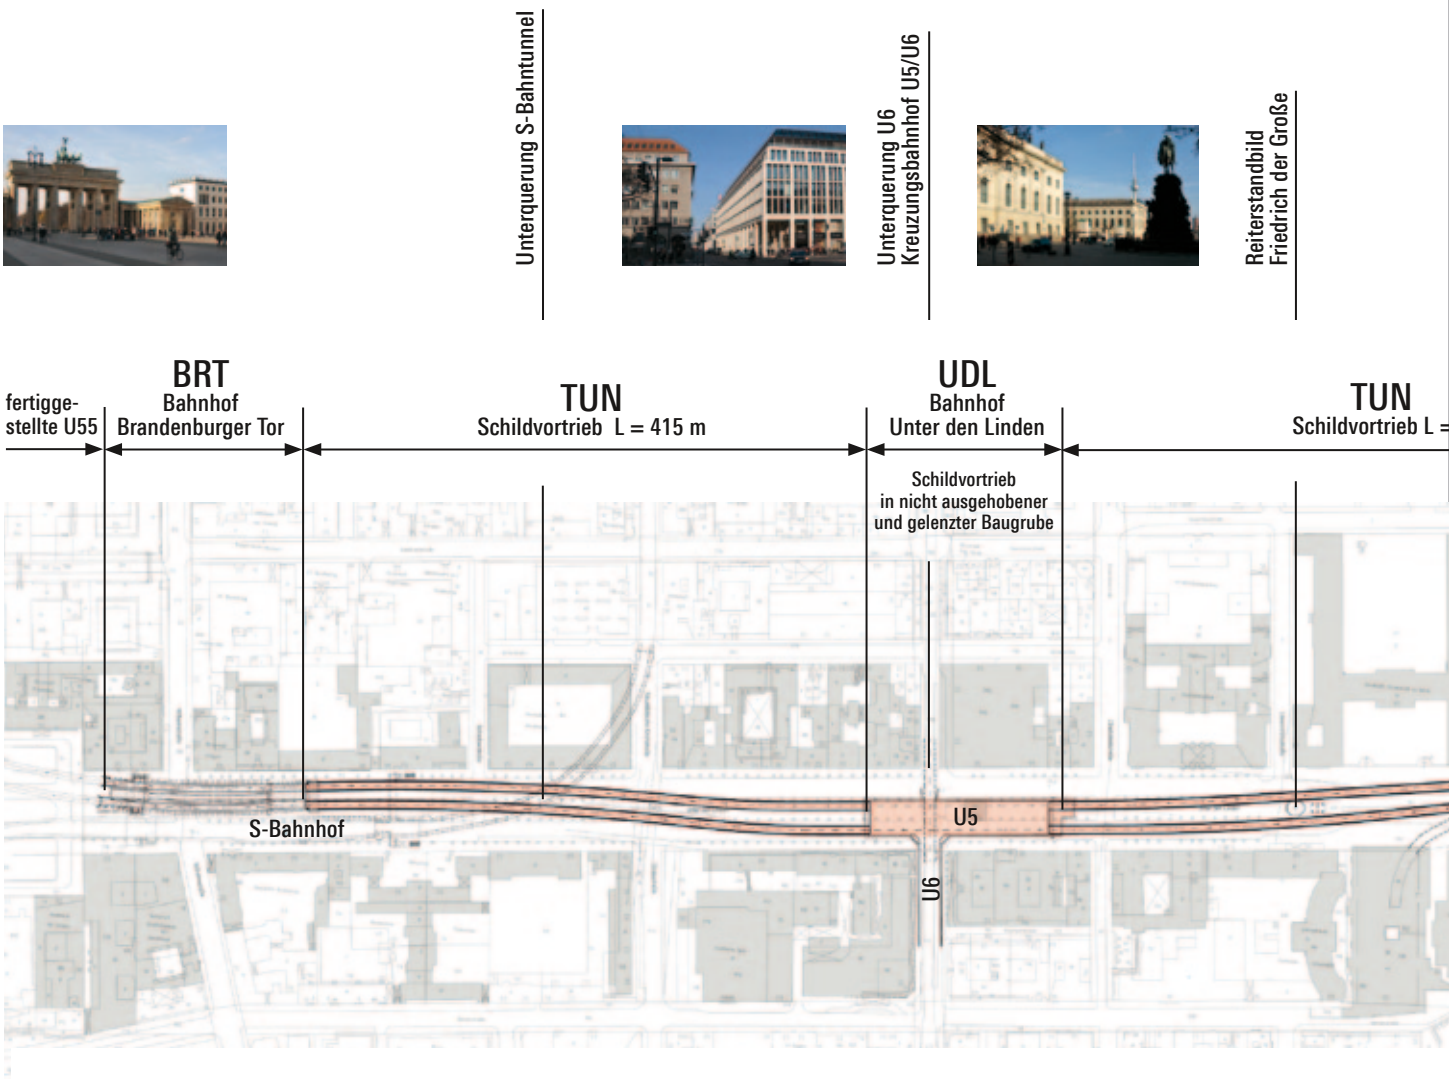 Unterquerung S-Bahntunnel
Unterquerung U6
Kreuzungsbahnhof U5/U6
Reiterstandbild
Friedrich der Große
fertigge-
stellte U55
BRT
Bahnhof
Brandenburger Tor
TUN
Schildvortrieb L = 415 m
UDL
Bahnhof
Unter den Linden
TUN
Schildvortrieb L =
Schildvortrieb
in nicht ausgehobener
und gelenzter Baugrube
S-Bahnhof
U5
U6